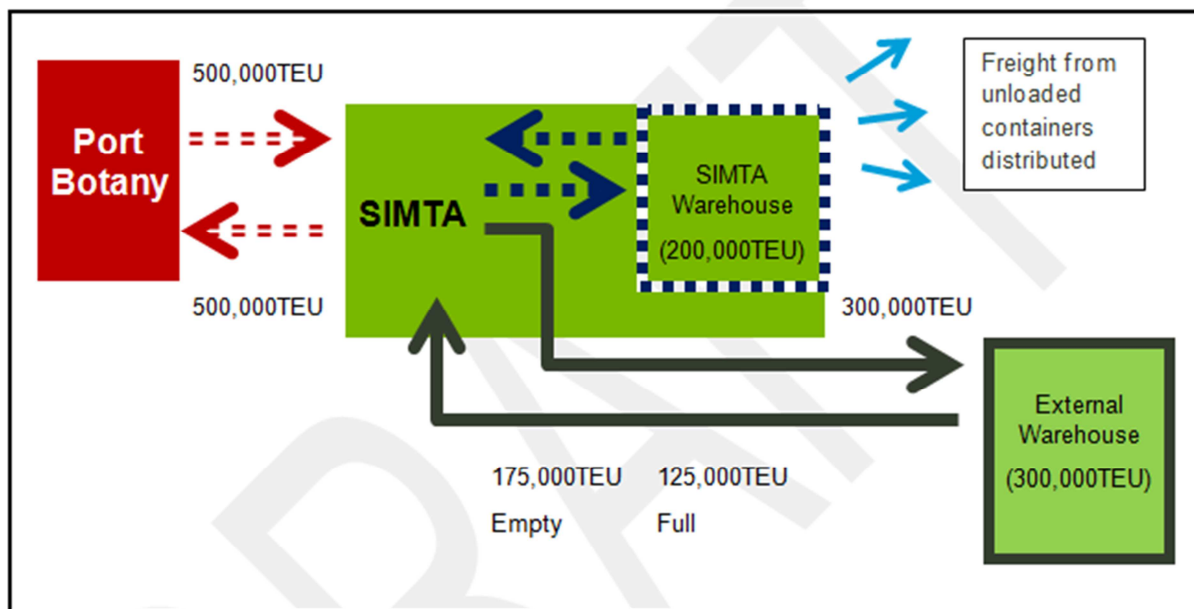 500,000TEU
Port
Botany
500,000TEU
SIMTA
SIMTA
Warehouse
(200,000TEU)
Freight from
unloaded
containers
distributed
300,000TEU
External
Warehouse
(300,000TEU)
175,000TEU 125,000TEU
Empty Full
DRAFT